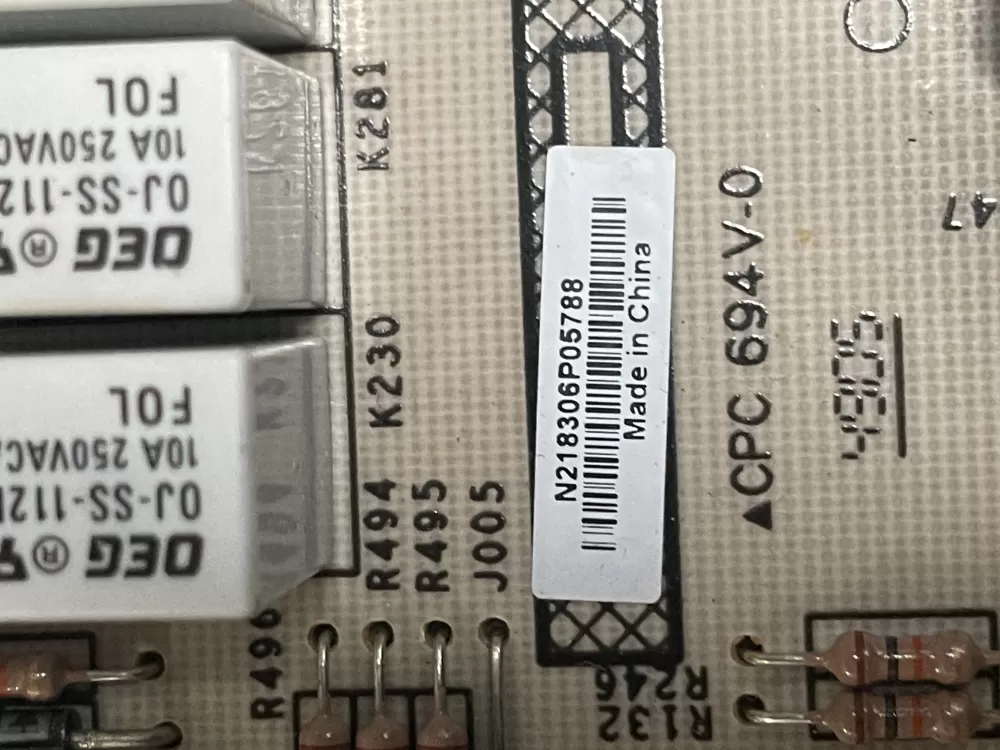 FOL
10A 250VAC
OJ-SS-112
OEG ®
FOL
10A 250VAC
OJ-SS-112
OEG ®
K281
K230
R494
R495
J005
R496
N218306P05788
Made in China
▲CPC 694V-0
47
R246
R132